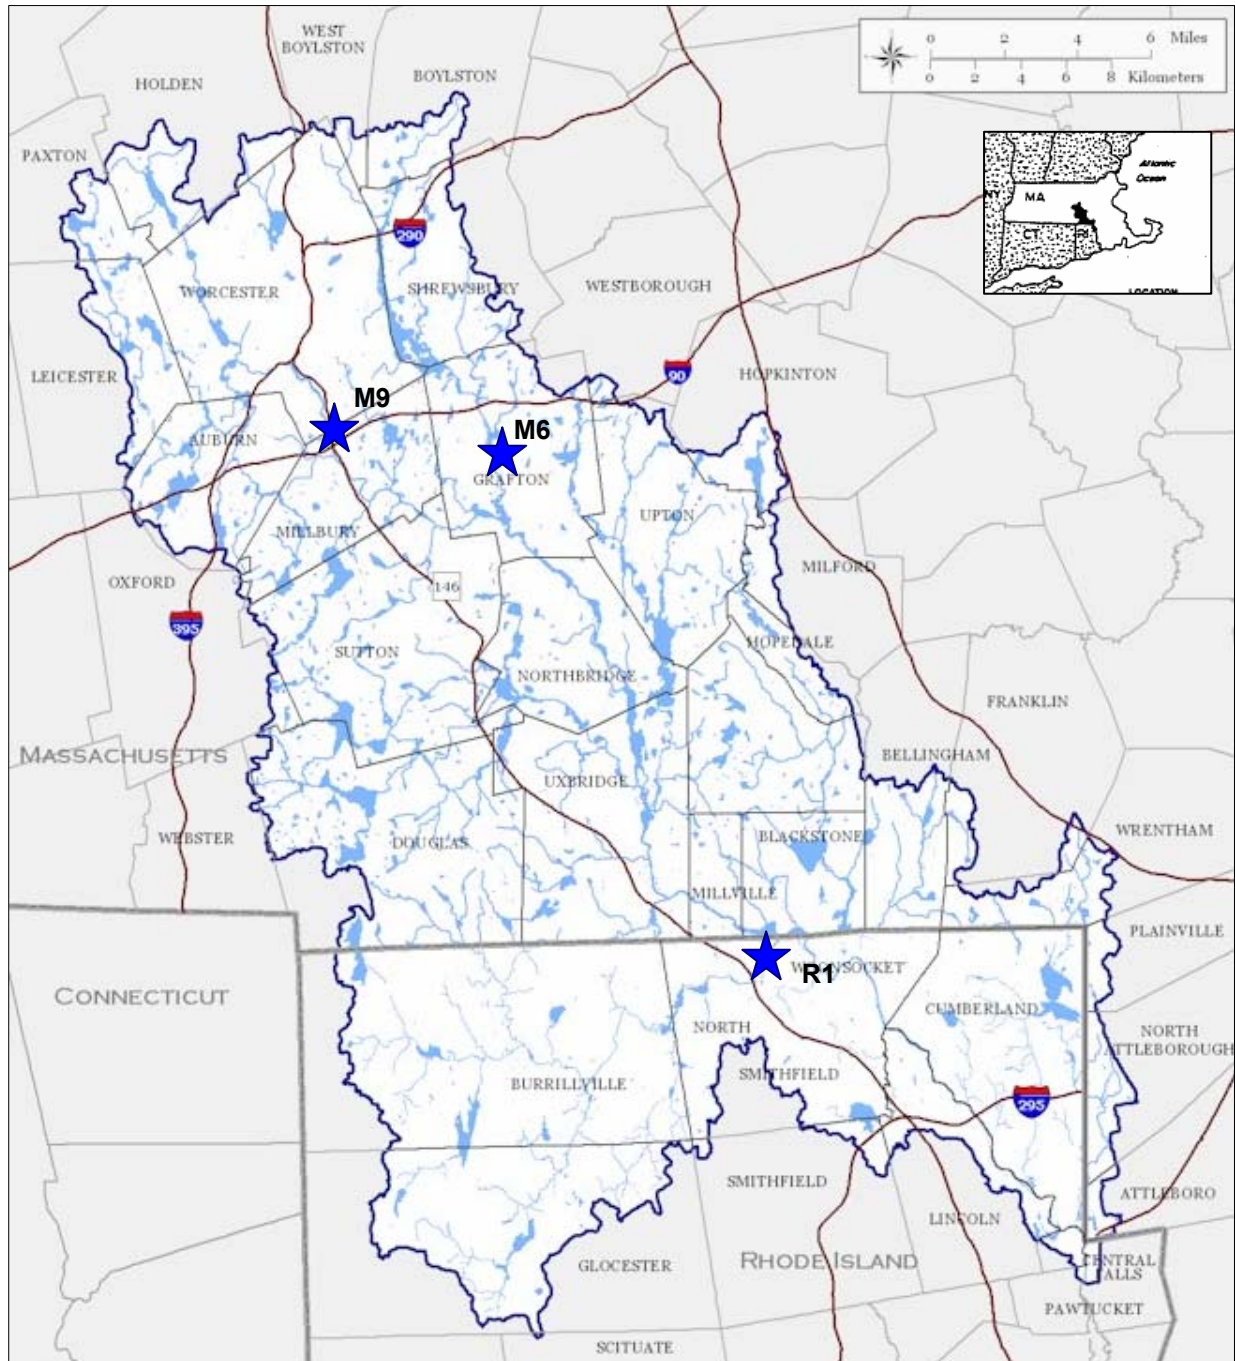 WEST
BOYLSTON
BOYLSTON
HOLDEN
PAXTON
0 2 4 6 Miles
0 2 4 6 8 Kilometers
Atlantic
Ocean
NY
MA
CT
RI
LOCATION
290
WORCESTER
SHREWSBURY
WESTBOROUGH
LEICESTER
90
HOPKINTON
M9
M6
AUBURN
GRAFTON
UPTON
MILLBURY
OXFORD
146
MILFORD
395
SUTTON
HOPEDALE
NORTHBRIDGE
FRANKLIN
MASSACHUSETTS
BELLINGHAM
UXBRIDGE
WEBSTER
DOUGLAS
BLACKSTONE
WRENTHAM
MILLVILLE
PLAINVILLE
WOONSOCKET
R1
CONNECTICUT
CUMBERLAND
NORTH
ATTLEBOROUGH
NORTH
SMITHFIELD
BURRILLVILLE
295
SMITHFIELD
ATTLEBORO
LINCOLN
GLOCESTER
RHODE ISLAND
CENTRAL
FALLS
PAWTUCKET
SCITUATE